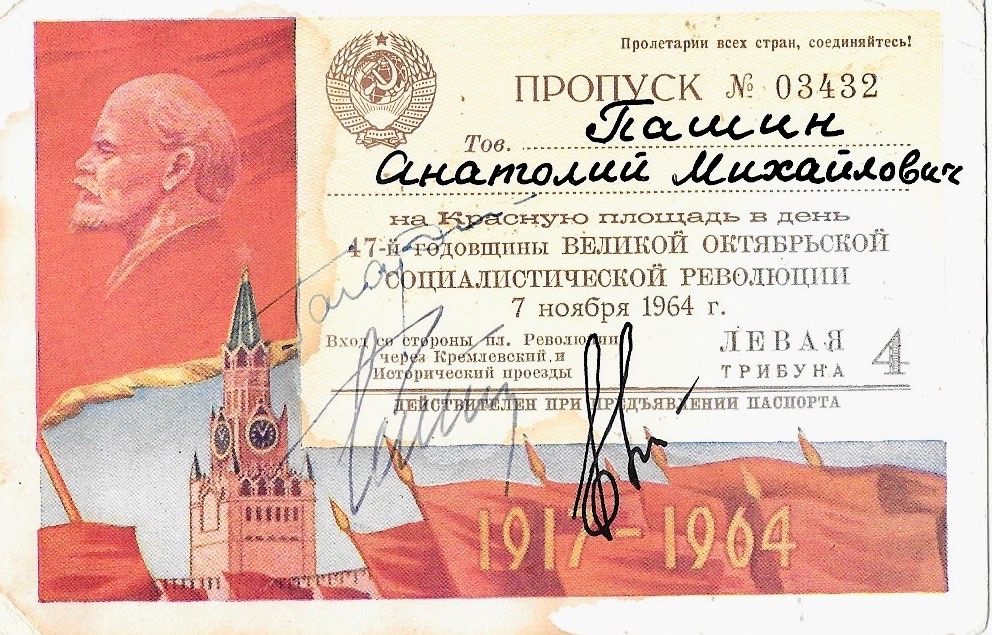 Пролетарии всех стран, соединяйтесь!
ПРОПУСК № 03432
Тов. Пашин
Анатолий Михайлович
на Красную площадь в день
47-й годовщины ВЕЛИКОЙ ОКТЯБРЬСКОЙ
СОЦИАЛИСТИЧЕСКОЙ РЕВОЛЮЦИИ
7 ноября 1964 г.
Вход со стороны пл. Революции
через Кремлевский и
Исторический проезды
ЛЕВАЯ
ТРИБУНА 4
ДЕЙСТВИТЕЛЕН ПРИ ПРЕДЪЯВЛЕНИИ ПАСПОРТА
1917-1964